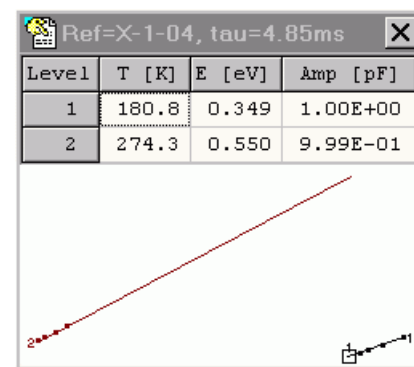 Ref=X-1-04, tau=4.85ms
Level T [K] E [eV] Amp [pF]
1 180.8 0.349 1.00E+00
2 274.3 0.550 9.99E-01
1 1
2